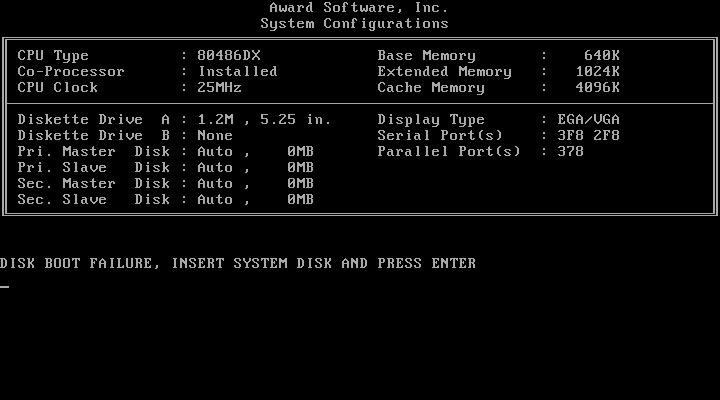 Award Software, Inc.
System Configurations
CPU Type : 80486DX Base Memory : 640K
Co-Processor : Installed Extended Memory : 1024K
CPU Clock : 25MHz Cache Memory : 4096K
Diskette Drive A : 1.2M , 5.25 in. Display Type : EGA/VGA
Diskette Drive B : None Serial Port(s) : 3F8 2F8
Pri. Master Disk : Auto , 0MB Parallel Port(s) : 378
Pri. Slave Disk : Auto , 0MB
Sec. Master Disk : Auto , 0MB
Sec. Slave Disk : Auto , 0MB
DISK BOOT FAILURE, INSERT SYSTEM DISK AND PRESS ENTER
_